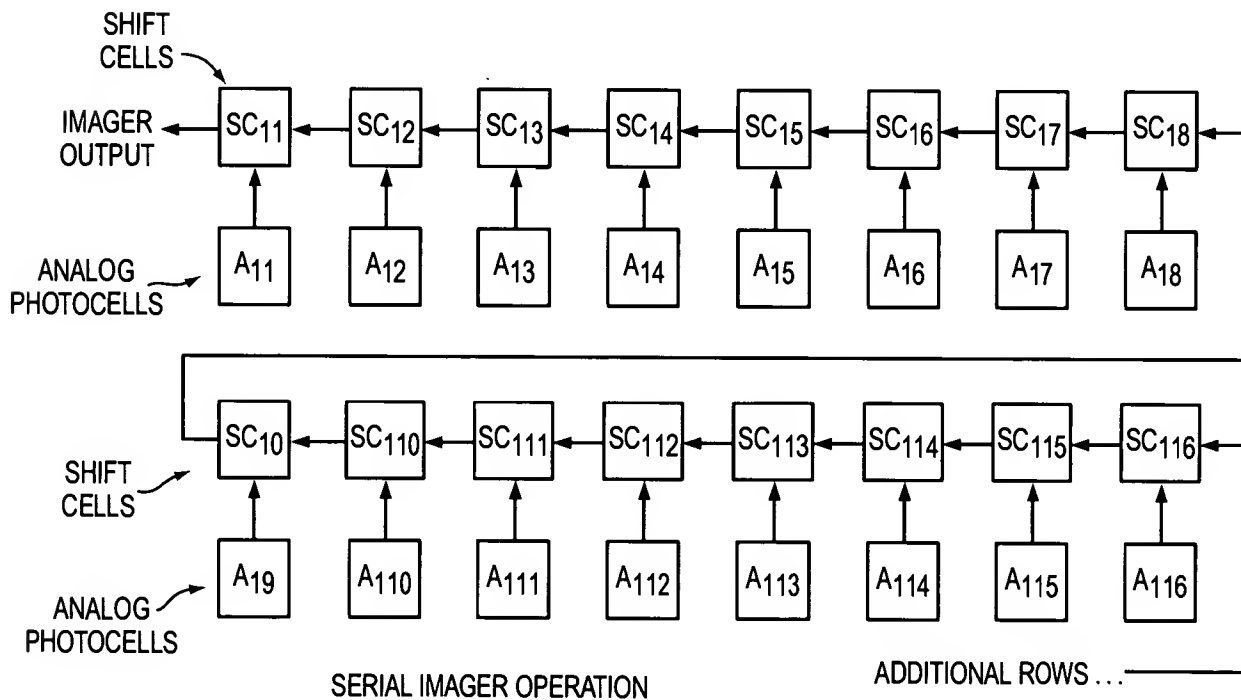 SHIFT
CELLS
IMAGER
OUTPUT
SC11 SC12 SC13 SC14 SC15 SC16 SC17 SC18
ANALOG
PHOTOCELLS
A11 A12 A13 A14 A15 A16 A17 A18
SC10 SC110 SC111 SC112 SC113 SC114 SC115 SC116
SHIFT
CELLS
A19 A110 A111 A112 A113 A114 A115 A116
ANALOG
PHOTOCELLS
SERIAL IMAGER OPERATION
ADDITIONAL ROWS ...